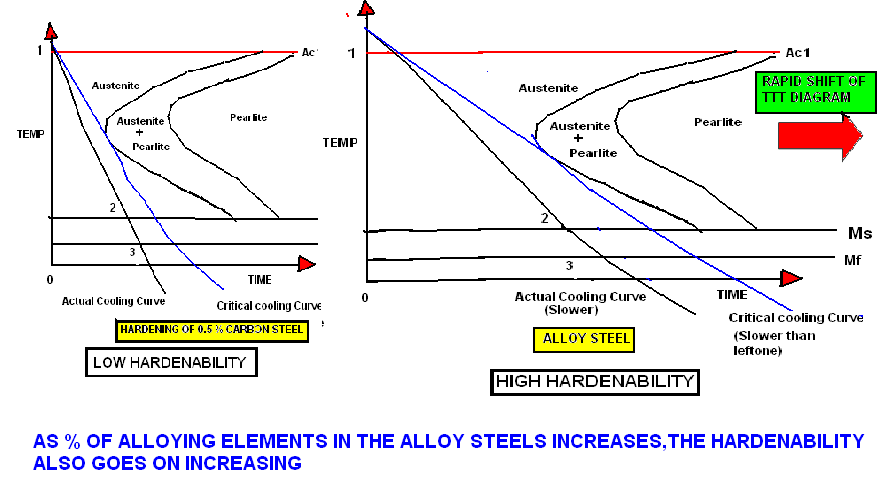 1
Ac
Austenite
Austenite
+
Pearlite
Pearlite
TEMP
2
3
0
TIME
Actual Cooling Curve
Critical cooling Curve
HARDENING OF 0.5 % CARBON STEEL
LOW HARDENABILITY
1
Ac1
Austenite
Austenite
+
Pearlite
Pearlite
TEMP
2
Ms
3
Mf
0
TIME
Actual Cooling Curve
(Slower)
Critical cooling Curve
(Slower than
leftone)
ALLOY STEEL
HIGH HARDENABILITY
RAPID SHIFT OF
TTT DIAGRAM
AS % OF ALLOYING ELEMENTS IN THE ALLOY STEELS INCREASES,THE HARDENABILITY
ALSO GOES ON INCREASING